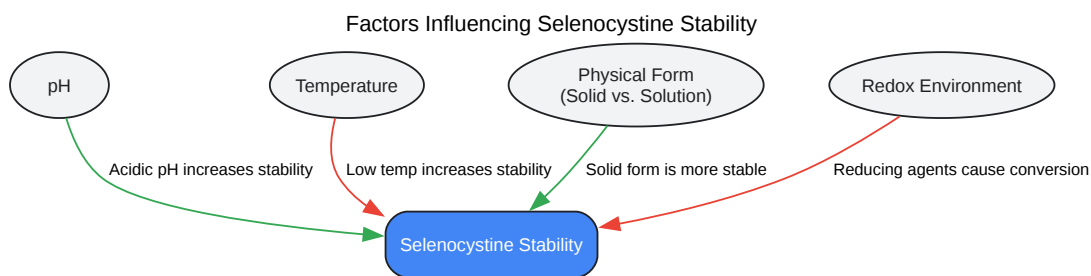 Factors Influencing Selenocystine Stability
pH
Temperature
Physical Form
(Solid vs. Solution)
Redox Environment
Acidic pH increases stability
Low temp increases stability
Solid form is more stable
Reducing agents cause conversion
Selenocystine Stability